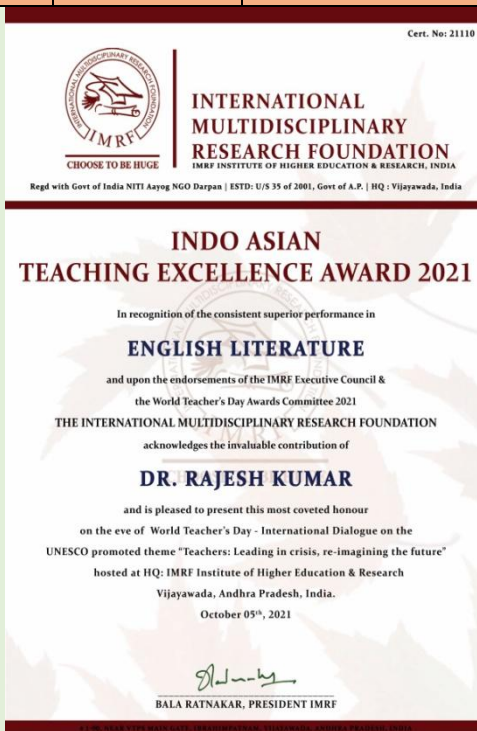 Cert. No: 21110
INTERNATIONAL MULTIDISCIPLINARY RESEARCH FOUNDATION
IMRF
CHOOSE TO BE HUGE
INTERNATIONAL
MULTIDISCIPLINARY
RESEARCH FOUNDATION
IMRF INSTITUTE OF HIGHER EDUCATION & RESEARCH, INDIA
Regd with Govt of India NITI Aayog NGO Darpan | ESTD: U/S 35 of 2001, Govt of A.P. | HQ : Vijayawada, India
INDO ASIAN
TEACHING EXCELLENCE AWARD 2021
In recognition of the consistent superior performance in
ENGLISH LITERATURE
and upon the endorsements of the IMRF Executive Council &
the World Teacher's Day Awards Committee 2021
THE INTERNATIONAL MULTIDISCIPLINARY RESEARCH FOUNDATION
acknowledges the invaluable contribution of
DR. RAJESH KUMAR
and is pleased to present this most coveted honour
on the eve of World Teacher's Day - International Dialogue on the
UNESCO promoted theme "Teachers: Leading in crisis, re-imagining the future"
hosted at HQ: IMRF Institute of Higher Education & Research
Vijayawada, Andhra Pradesh, India.
October 05th, 2021
BALA RATNAKAR, PRESIDENT IMRF